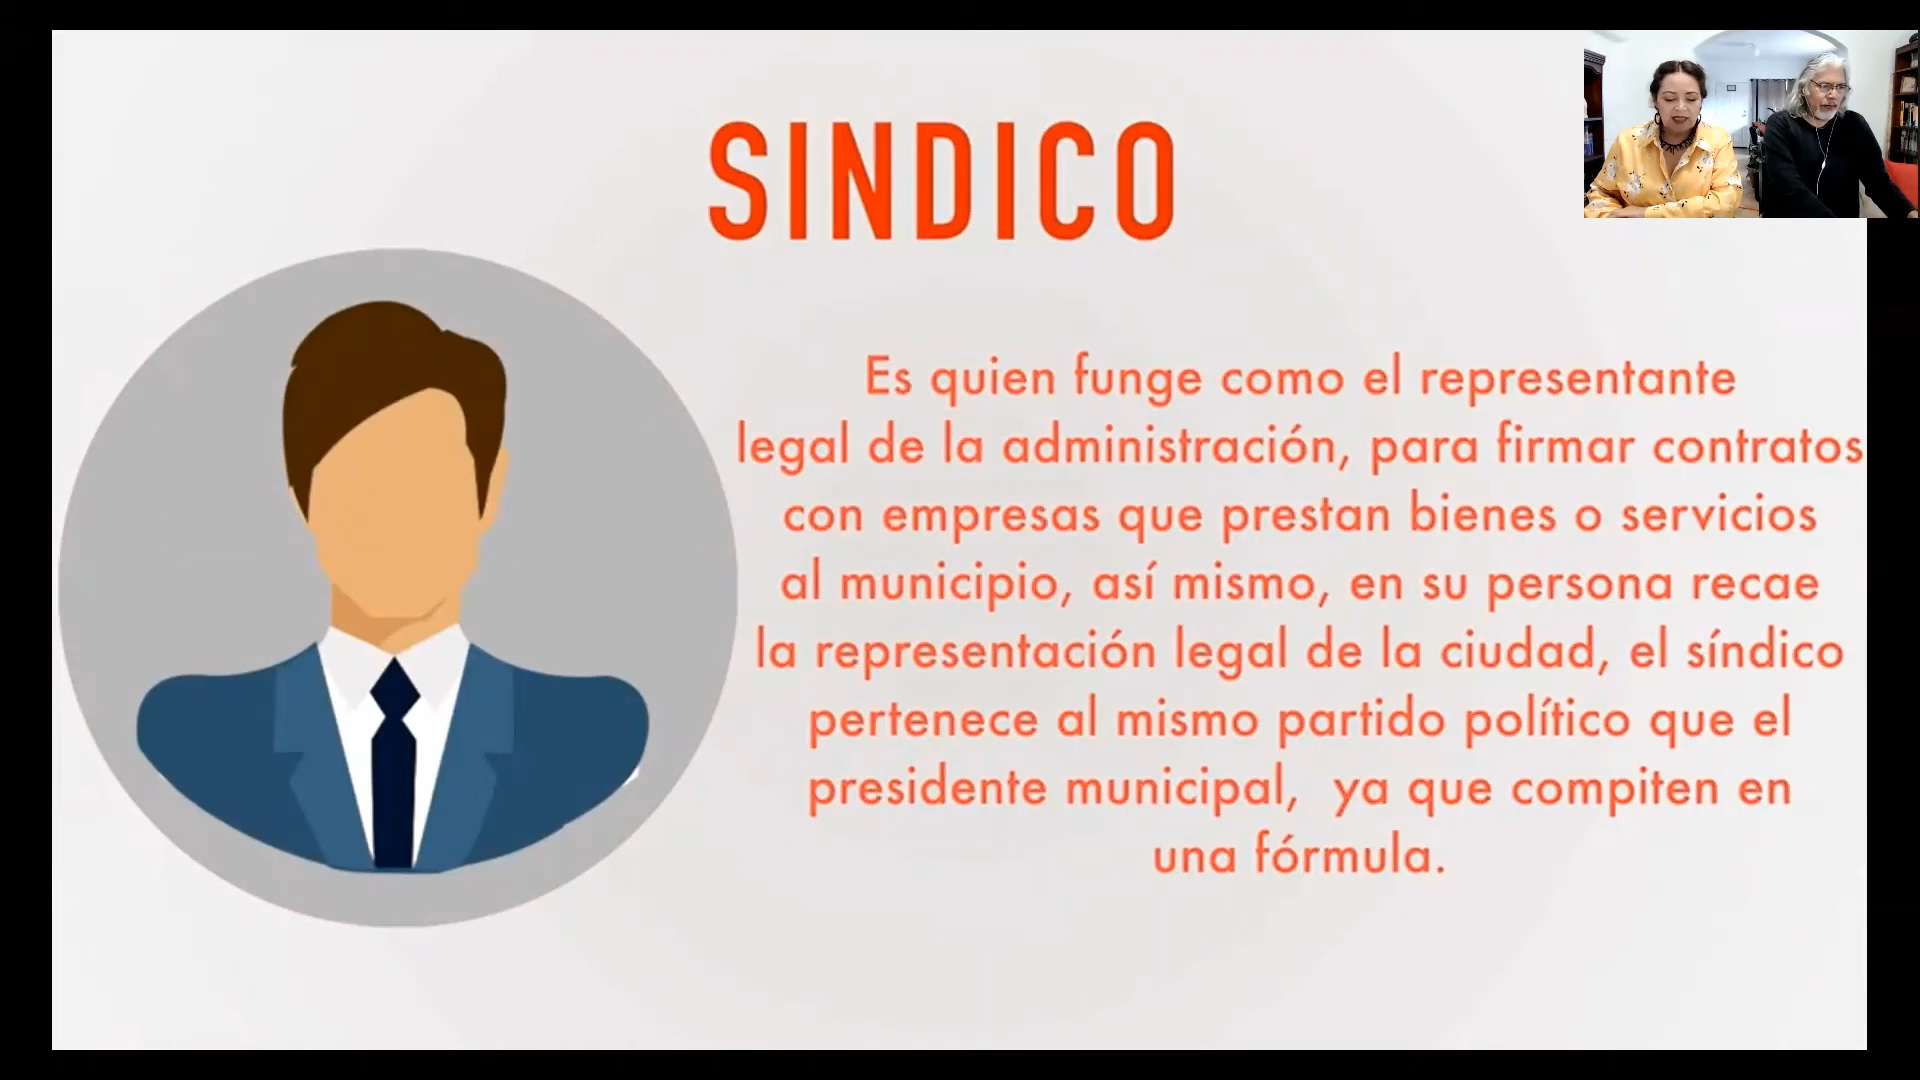 SINDICO
Es quien funge como el representante
legal de la administración, para firmar contratos
con empresas que prestan bienes o servicios
al municipio, así mismo, en su persona recae
la representación legal de la ciudad, el síndico
pertenece al mismo partido político que el
presidente municipal,  ya que compiten en
una fórmula.